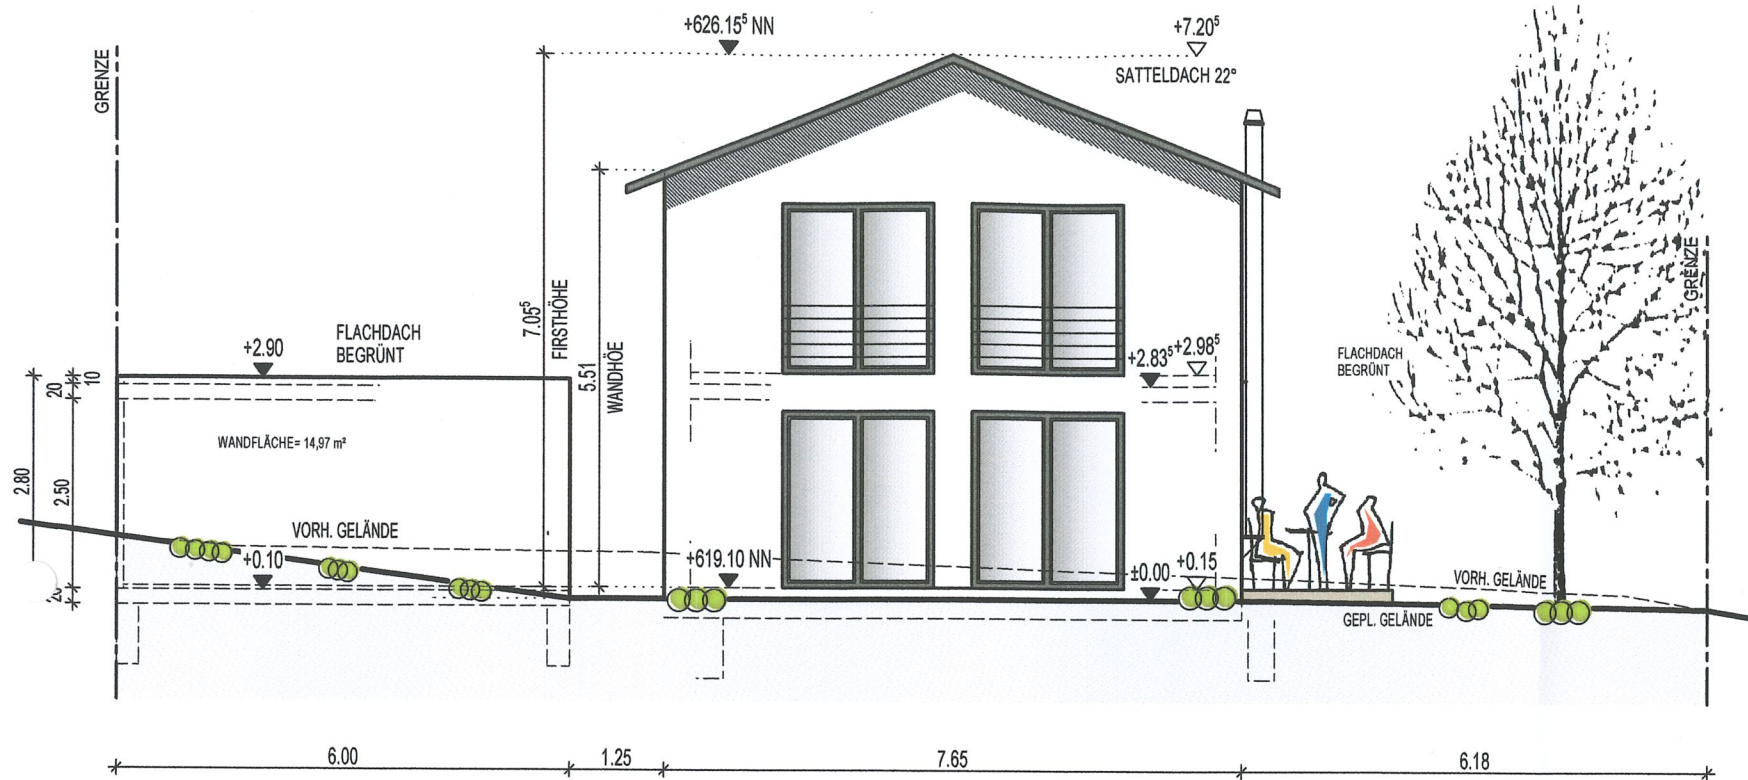 +626.15⁵ NN
+7.20⁵
SATTELDACH 22°
GRENZE
7.05⁵
FIRSTHÖHE
5.51
WANDHÖE
GRENZE
+2.90
FLACHDACH
BEGRÜNT
+2.83⁵
+2.98⁵
FLACHDACH
BEGRÜNT
20
10
2.80
2.50
WANDFLÄCHE= 14,97 m²
VORH. GELÄNDE
+0.10
+619.10 NN
±0.00
+0.15
VORH. GELÄNDE
GEPL. GELÄNDE
6.00
1.25
7.65
6.18